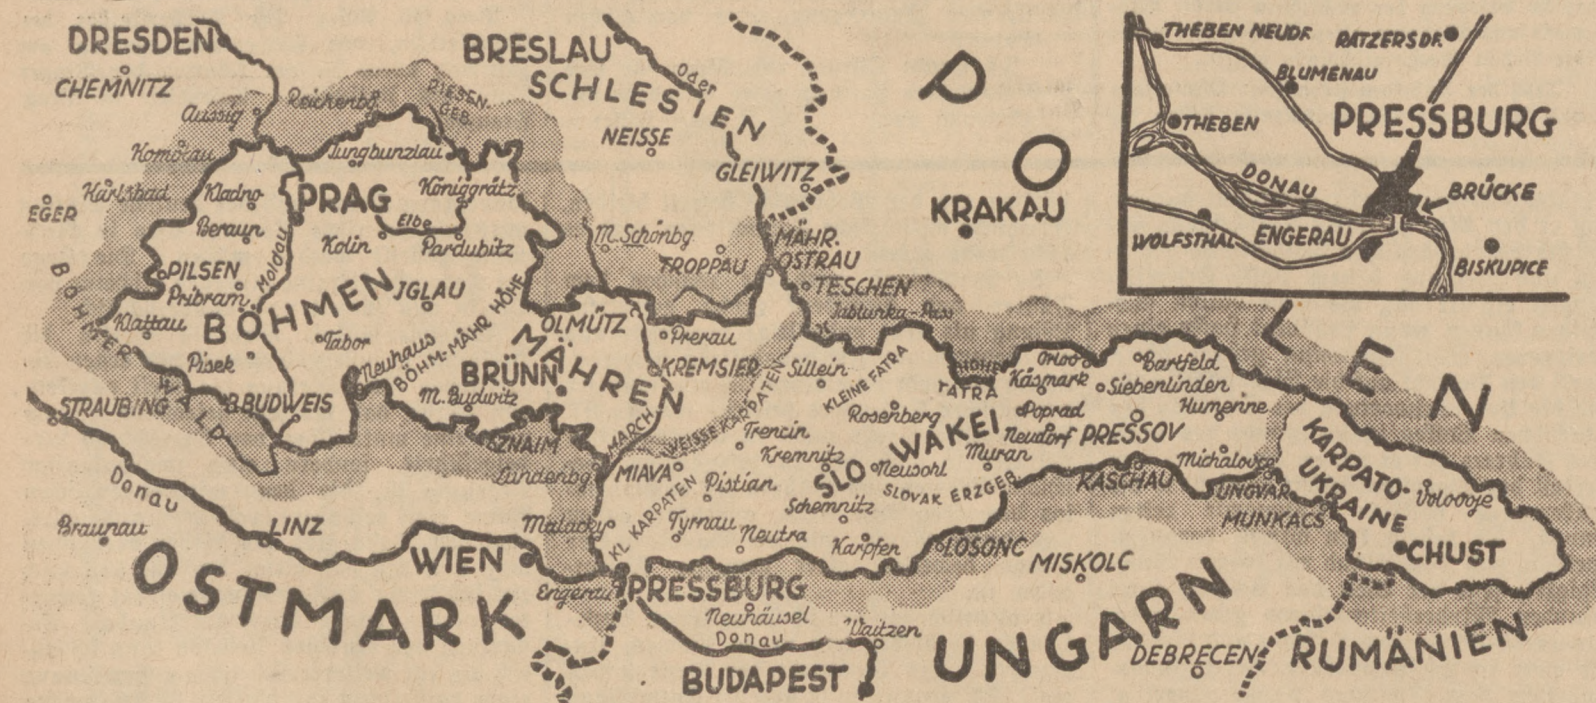 DRESDEN
CHEMNITZ
BRESLAU
SCHLESIEN
Oder
NEISSE
GLEIWITZ
POLEN
KRAKAU
THEBEN NEUDF.
RATZERSDF.
BLUMENAU
PRESSBURG
THEBEN
DONAU
BRÜCKE
WOLFSTHAL
ENGERAU
BISKUPICE
Aussig
Reichenbg.
RIESEN-
GEB.
Komotau
Jungbunzlau
Karlsbad
Kladno
PRAG
Königgrätz
EGER
Beraun
Elbe
Kolin
Pardubitz
Moldau
M. Schönbg
TROPPAU
MÄHR.
OSTRAU
TESCHEN
Jablunka-Pass
PILSEN
Pribram
BÖHMEN
JGLAU
BÖHMER
WALD
Klattau
Pisek
Tabor
Neuhaus
BÖHM-MÄHR HÖHE
OLMÜTZ
MÄHREN
Prerau
KREMSIER
BRÜNN
M. Budwitz
B.BUDWEIS
STRAUBING
ZNAIM
Lundenbg
MARCH
WEISSE KARPATEN
MIAVA
Sillein
KLEINE FATRA
HOHE
TATRA
Orlov
Käsmark
Bartfeld
Siebenlinden
Humenne
Rosenberg
Poprad
Neudorf
PRESSOV
Trencin
Kremnitz
SLOWAKEI
Neusohl
Muran
Michalovce
SLOVAK ERZGEB.
KASCHAU
UNGVAR
MUNKACS
KARPATO-
UKRAINE
Volovoje
CHUST
Pistian
Schemnitz
KL. KARPATEN
Tyrnau
Neutra
Karpfen
LOSONC
MISKOLC
Malacky
Donau
Braunau
LINZ
WIEN
OSTMARK
Engerau
PRESSBURG
Neuhäusel
Donau
Waitzen
BUDAPEST
UNGARN
DEBRECEN
RUMÄNIEN